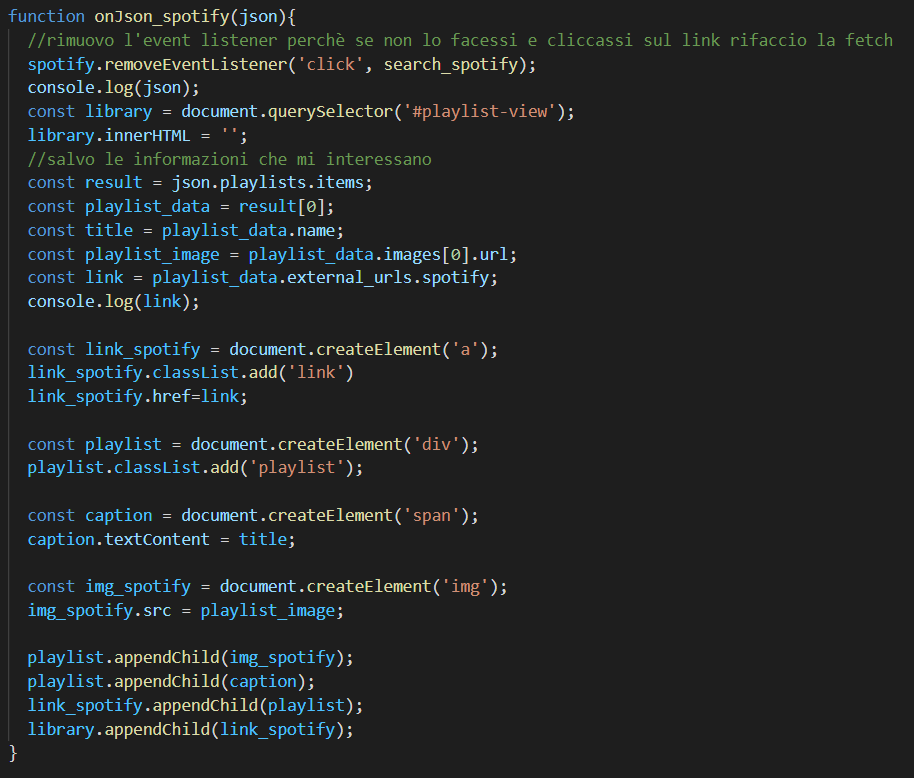 function onJson_spotify(json){
//rimuovo l'event listener perchè se non lo facessi e cliccassi sul link rifaccio la fetch
spotify.removeEventListener('click', search_spotify);
console.log(json);
const library = document.querySelector('#playlist-view');
library.innerHTML = '';
//salvo le informazioni che mi interessano
const result = json.playlists.items;
const playlist_data = result[0];
const title = playlist_data.name;
const playlist_image = playlist_data.images[0].url;
const link = playlist_data.external_urls.spotify;
console.log(link);
const link_spotify = document.createElement('a');
link_spotify.classList.add('link')
link_spotify.href=link;
const playlist = document.createElement('div');
playlist.classList.add('playlist');
const caption = document.createElement('span');
caption.textContent = title;
const img_spotify = document.createElement('img');
img_spotify.src = playlist_image;
playlist.appendChild(img_spotify);
playlist.appendChild(caption);
link_spotify.appendChild(playlist);
library.appendChild(link_spotify);
}